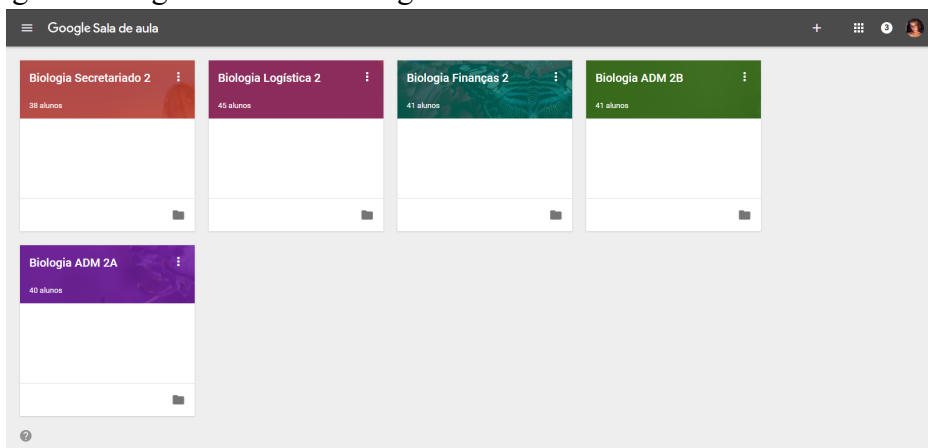 Google Sala de aula
+
3
Biologia Secretariado 2
38 alunos
Biologia Logística 2
45 alunos
Biologia Finanças 2
41 alunos
Biologia ADM 2B
41 alunos
Biologia ADM 2A
40 alunos
?